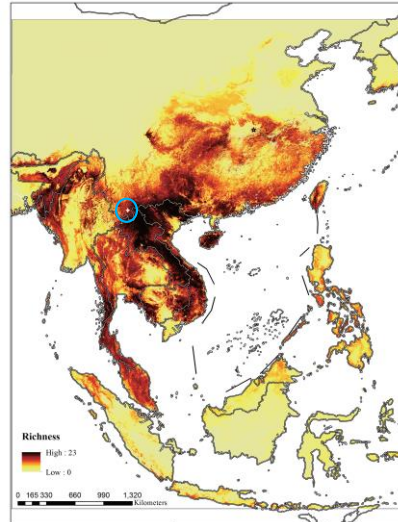 Richness
High : 23
Low : 0
0 165 330 660 990 1,320
Kilometers